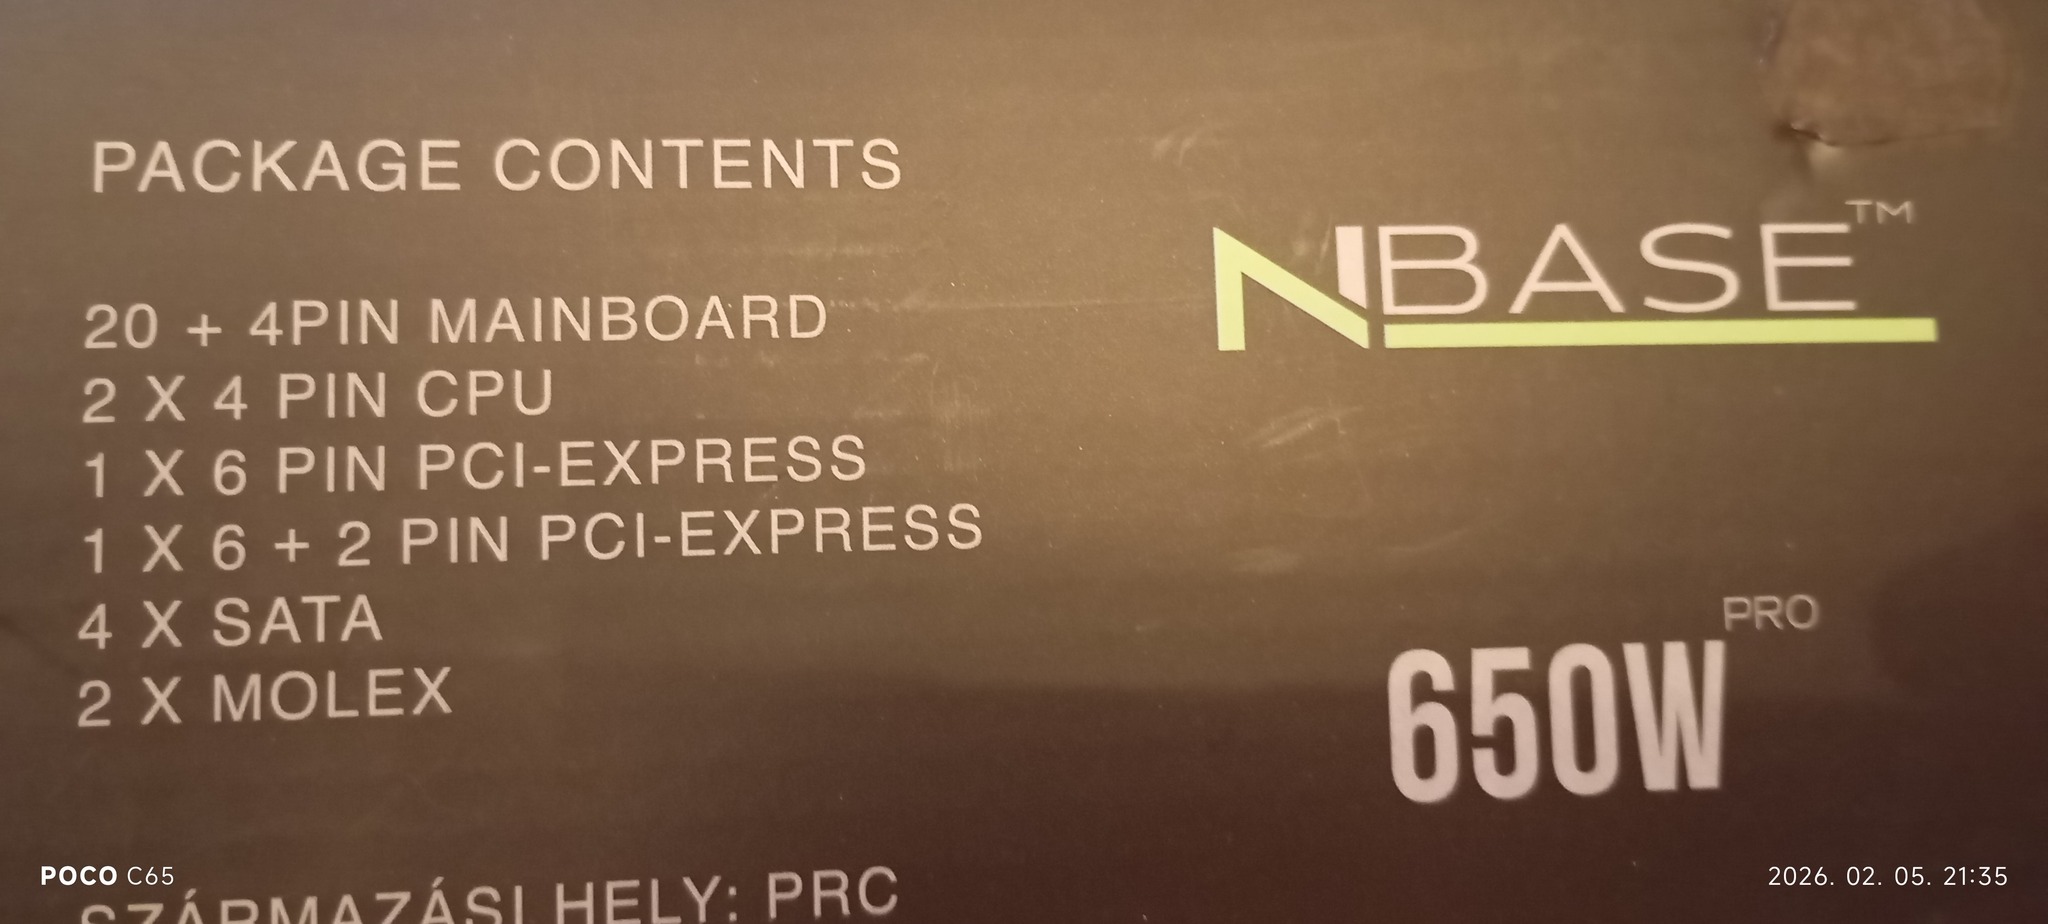 PACKAGE CONTENTS
20 + 4PIN MAINBOARD
2 X 4 PIN CPU
1 X 6 PIN PCI-EXPRESS
1 X 6 + 2 PIN PCI-EXPRESS
4 X SATA
2 X MOLEX
NBASE™
PRO
650W
SZÁRMAZÁSI HELY: PRC
POCO C65
2026. 02. 05. 21:35